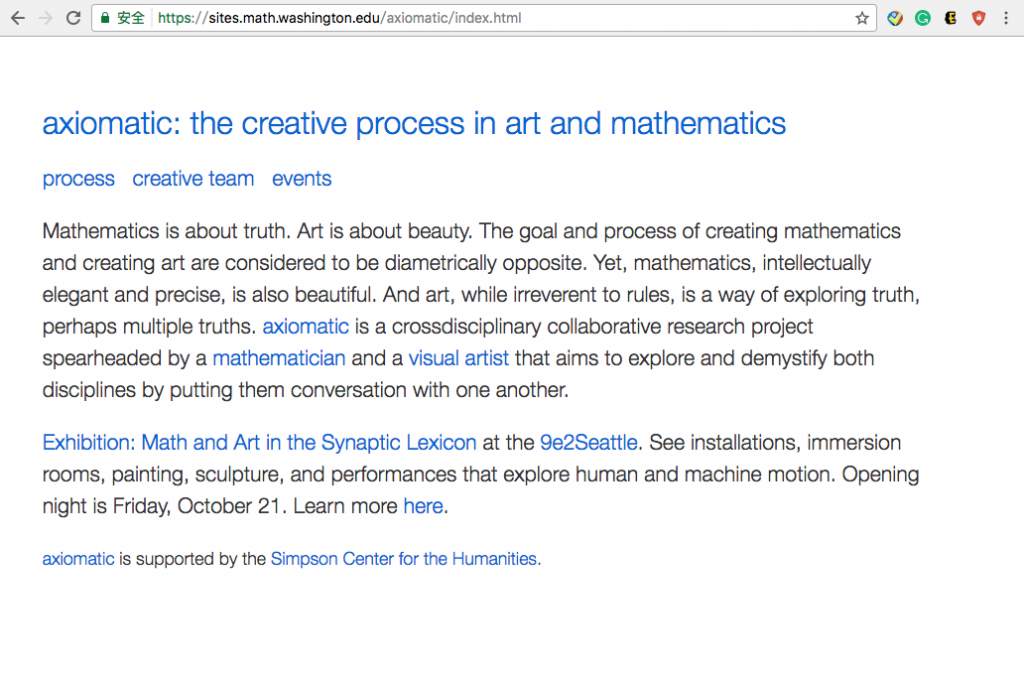 安全 https://sites.math.washington.edu/axiomatic/index.html
axiomatic: the creative process in art and mathematics
process creative team events
Mathematics is about truth. Art is about beauty. The goal and process of creating mathematics
and creating art are considered to be diametrically opposite. Yet, mathematics, intellectually
elegant and precise, is also beautiful. And art, while irreverent to rules, is a way of exploring truth,
perhaps multiple truths. axiomatic is a crossdisciplinary collaborative research project
spearheaded by a mathematician and a visual artist that aims to explore and demystify both
disciplines by putting them conversation with one another.
Exhibition: Math and Art in the Synaptic Lexicon at the 9e2Seattle. See installations, immersion
rooms, painting, sculpture, and performances that explore human and machine motion. Opening
night is Friday, October 21. Learn more here.
axiomatic is supported by the Simpson Center for the Humanities.